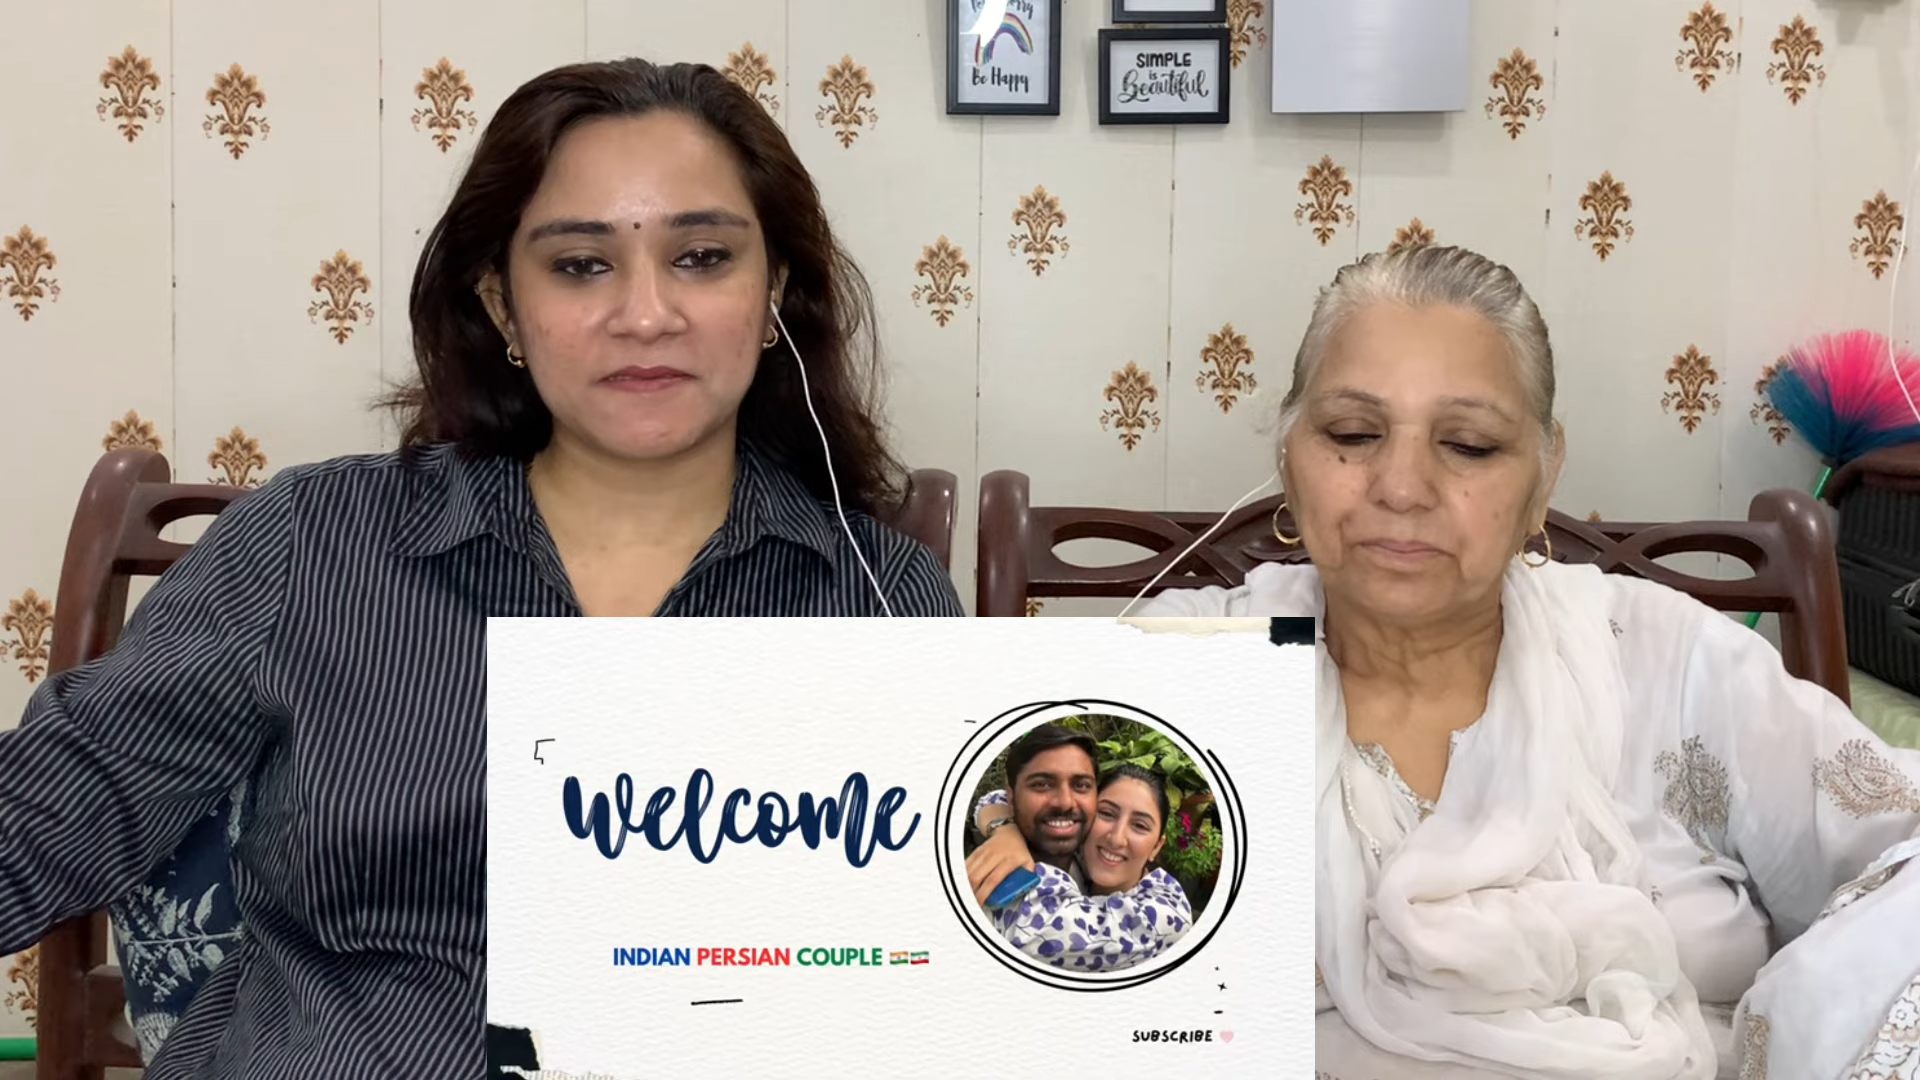 Be Happy
SIMPLE
is
Beautiful
welcome
INDIAN PERSIAN COUPLE 🇮🇳🇮🇷
SUBSCRIBE 🩷